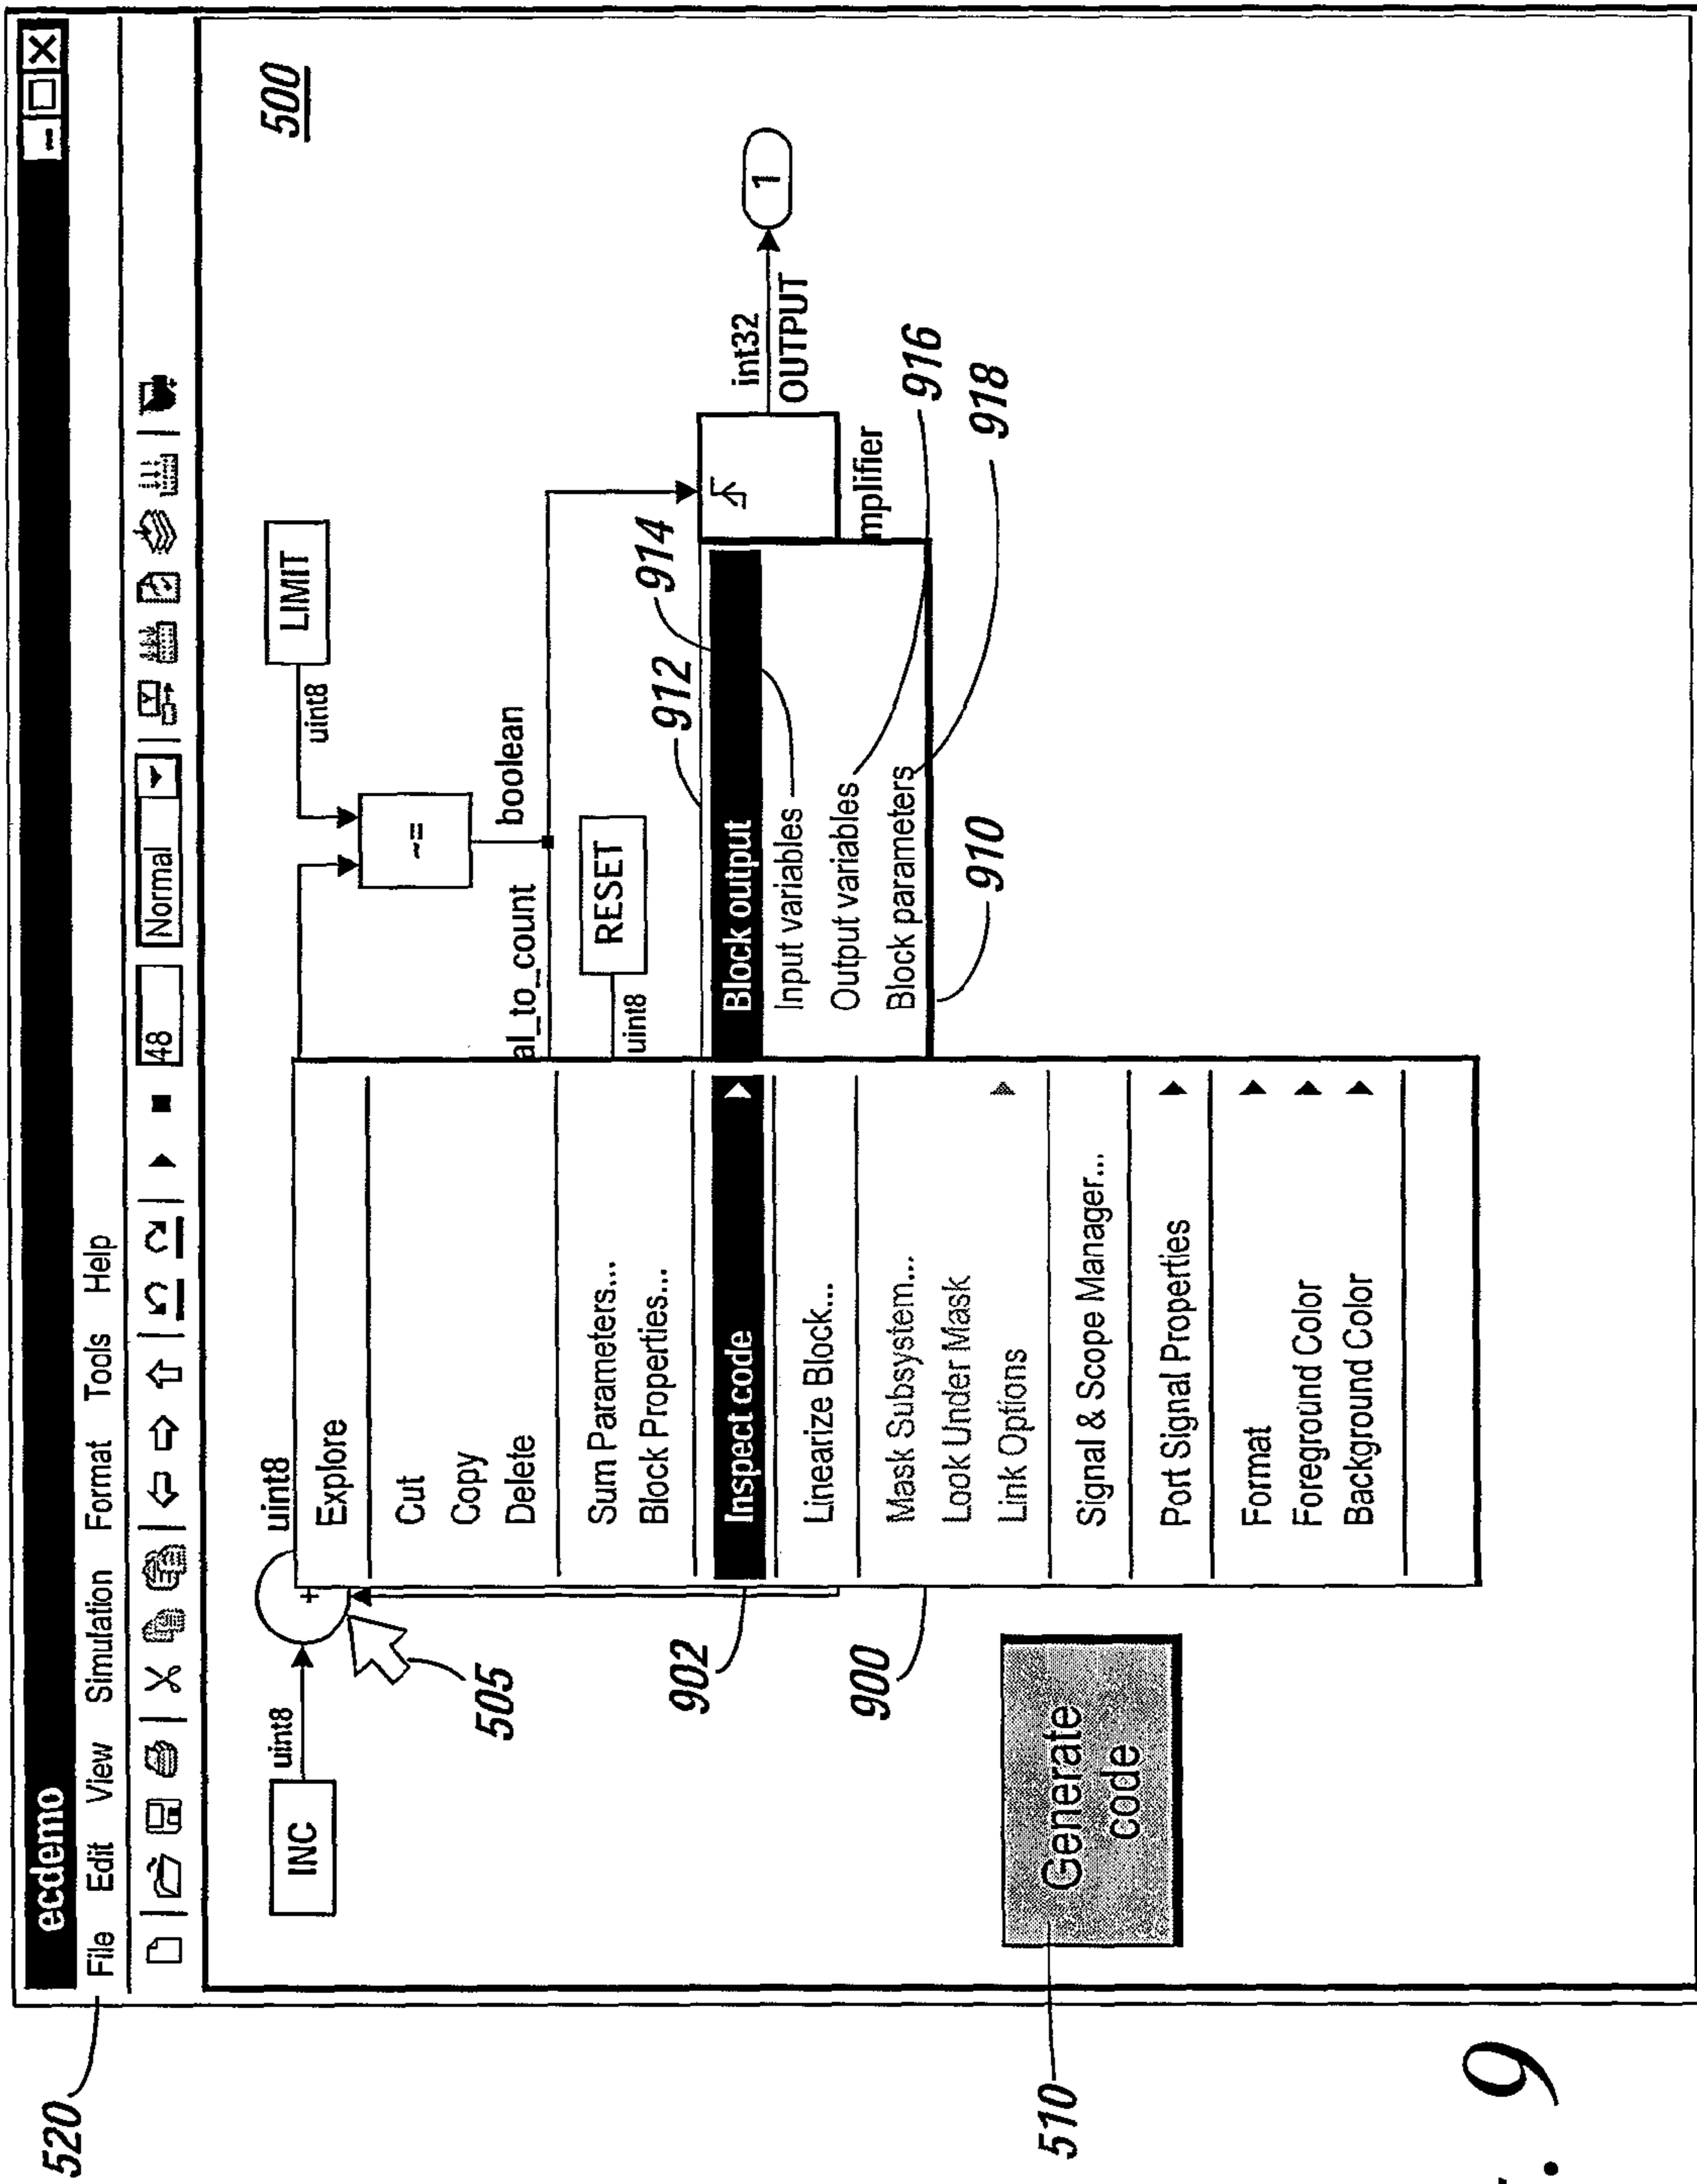 520
ecdemo
File Edit View Simulation Format Tools Help
48 Normal
500
INC
uint8
+
uint8
505
LIMIT
uint8
~=
boolean
al_to_count
RESET
uint8
int32
OUTPUT
1
mplifier
Explore
Cut
Copy
Delete
Sum Parameters...
Block Properties...
Inspect code
Linearize Block...
Mask Subsystem...
Look Under Mask
Link Options
Signal & Scope Manager...
Port Signal Properties
Format
Foreground Color
Background Color
Block output
Input variables
Output variables
Block parameters
912
914
916
918
910
902
900
Generate
code
510
. 9